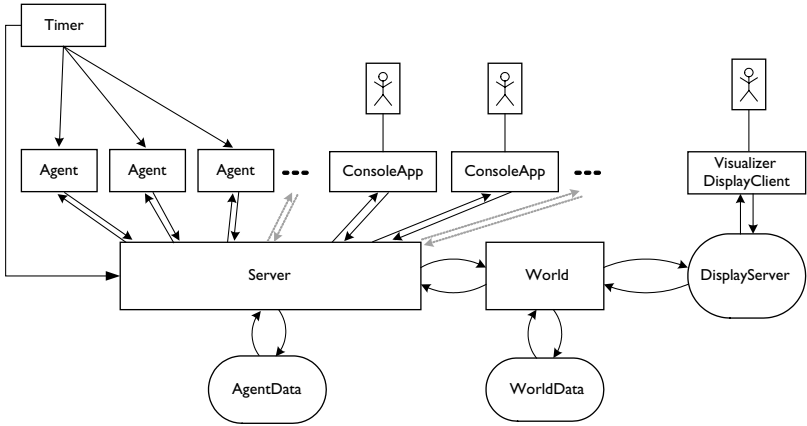 Timer
Agent
Agent
Agent
ConsoleApp
ConsoleApp
Visualizer
DisplayClient
Server
World
DisplayServer
AgentData
WorldData